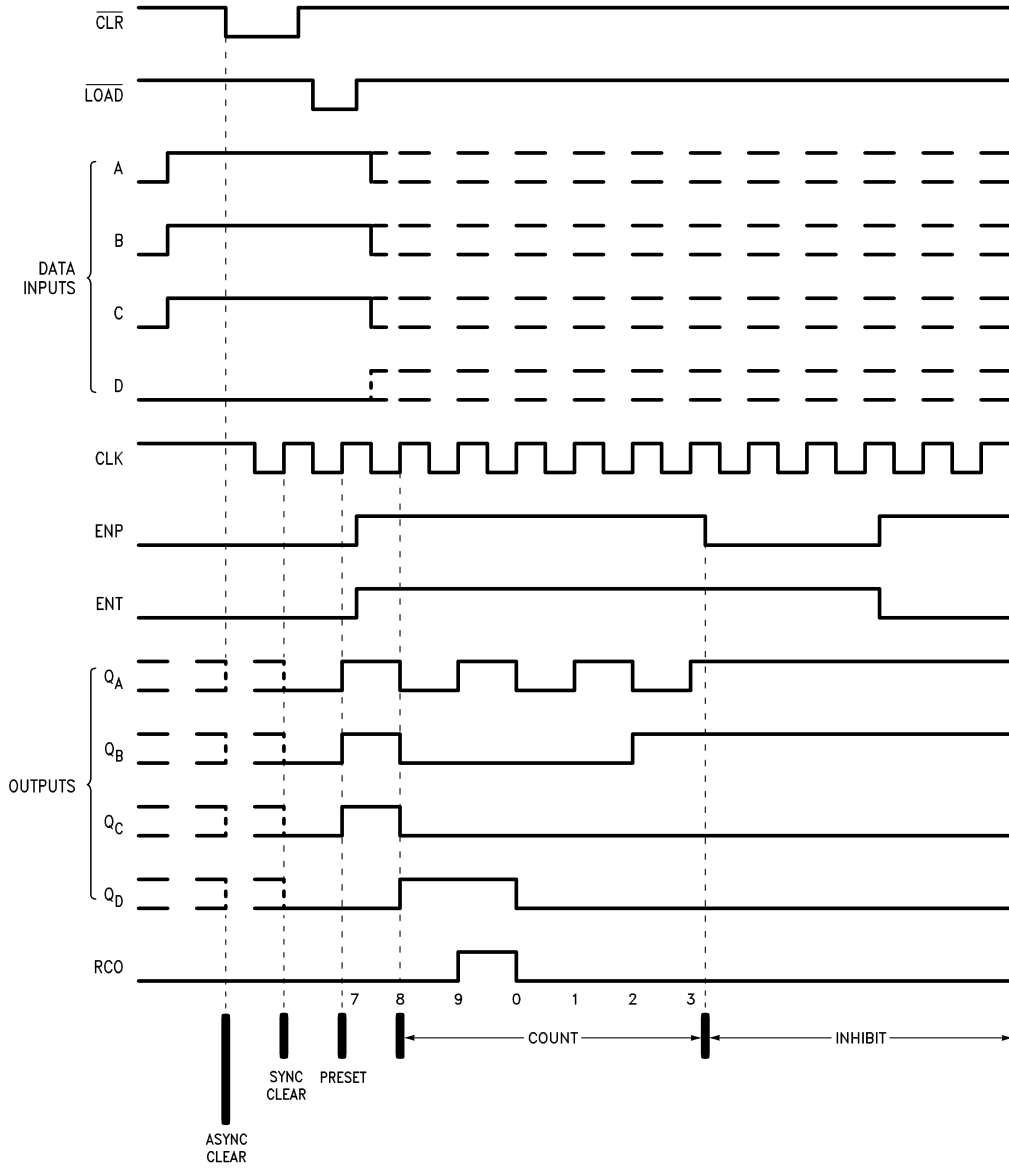 CLR
LOAD
A
B
DATA
INPUTS
C
D
CLK
ENP
ENT
QA
QB
OUTPUTS
QC
QD
RCO
7 8 9 0 1 2 3
COUNT INHIBIT
SYNC
CLEAR
PRESET
ASYNC
CLEAR